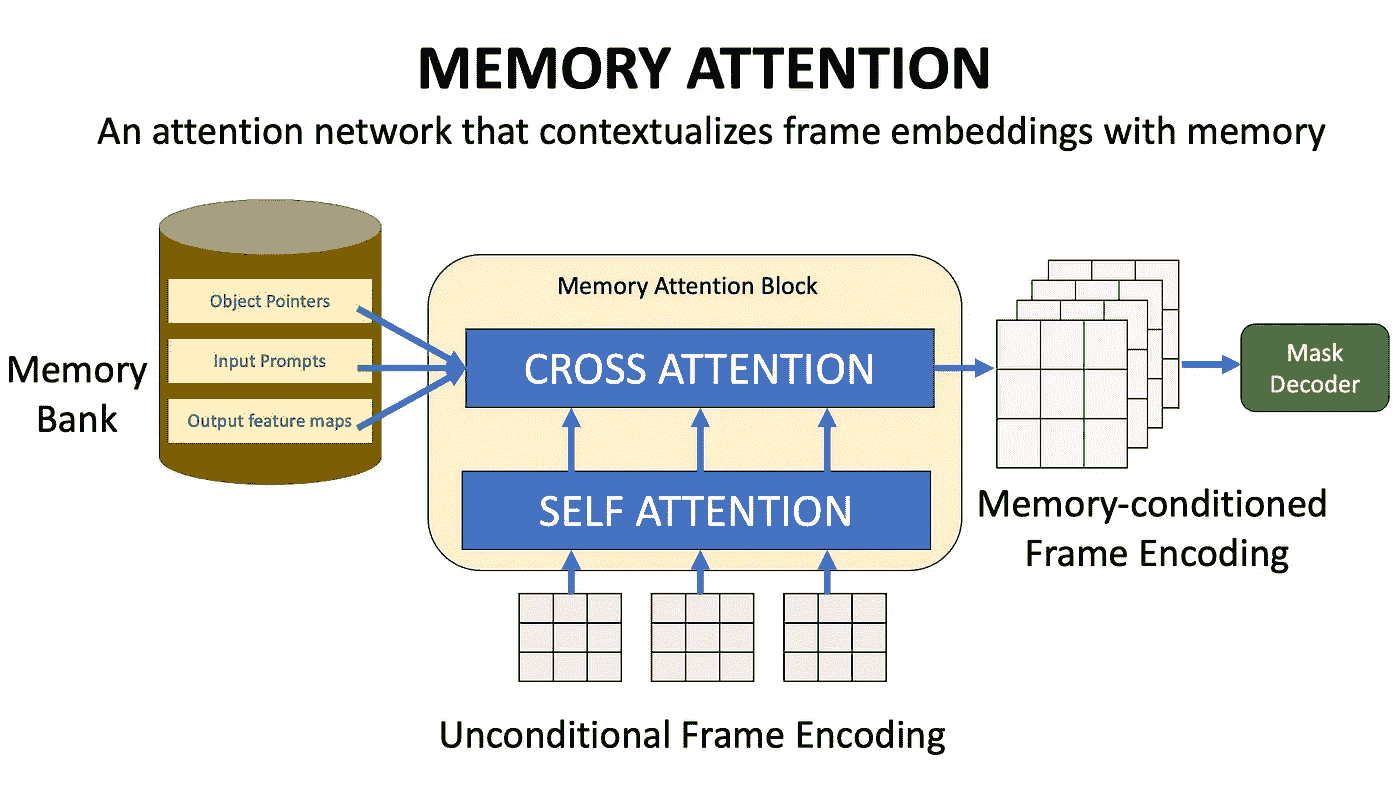 MEMORY ATTENTION
An attention network that contextualizes frame embeddings with memory
Memory
Bank
Object Pointers
Input Prompts
Output feature maps
Memory Attention Block
CROSS ATTENTION
SELF ATTENTION
Unconditional Frame Encoding
Memory-conditioned
Frame Encoding
Mask
Decoder